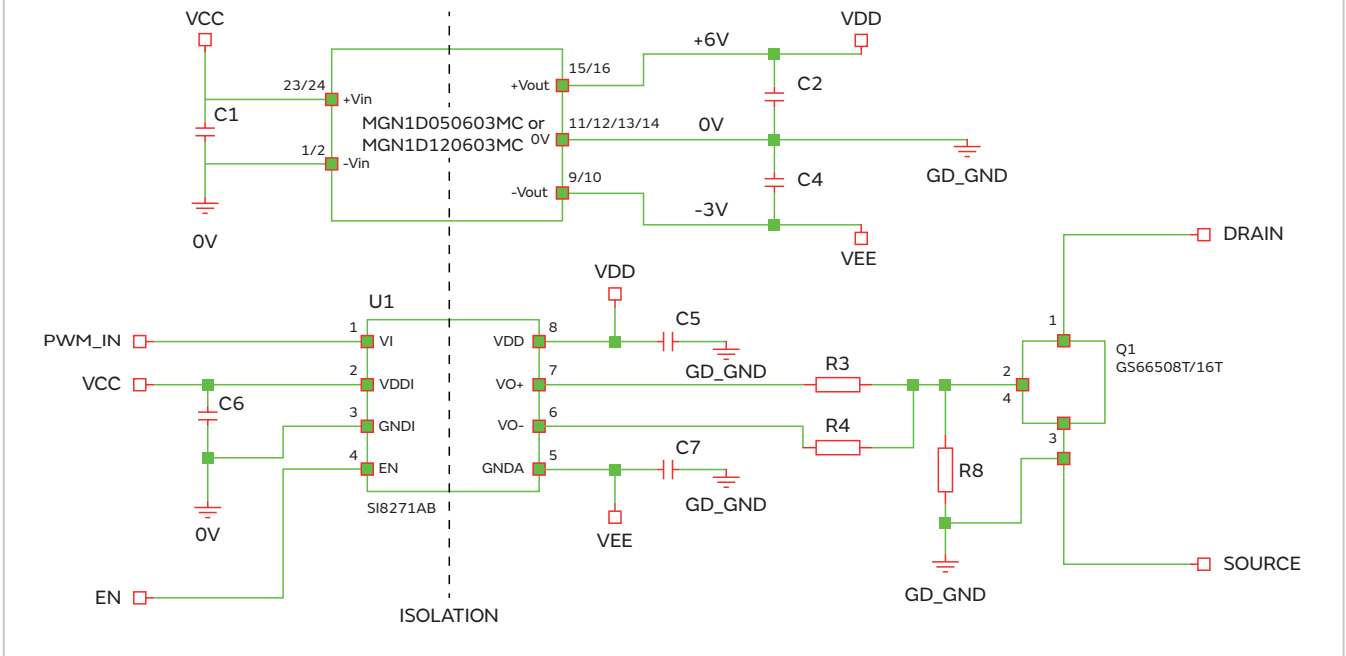 VCC
VDD
+6V
15/16
23/24
+Vout
C2
+Vin
C1
MGN1D050603MC or
MGN1D120603MC
11/12/13/14
0V
0V
1/2
-Vin
GD_GND
9/10
C4
-Vout
-3V
0V
VEE
DRAIN
VDD
U1
C5
1
8
1
PWM_IN
VI
VDD
Q1
GS66508T/16T
GD_GND
R3
2
7
2
VCC
VDDI
VO+
4
C6
3
6
R4
GNDI
VO-
3
4
5
C7
EN
GNDA
R8
SI8271AB
GD_GND
0V
VEE
SOURCE
EN
GD_GND
ISOLATION